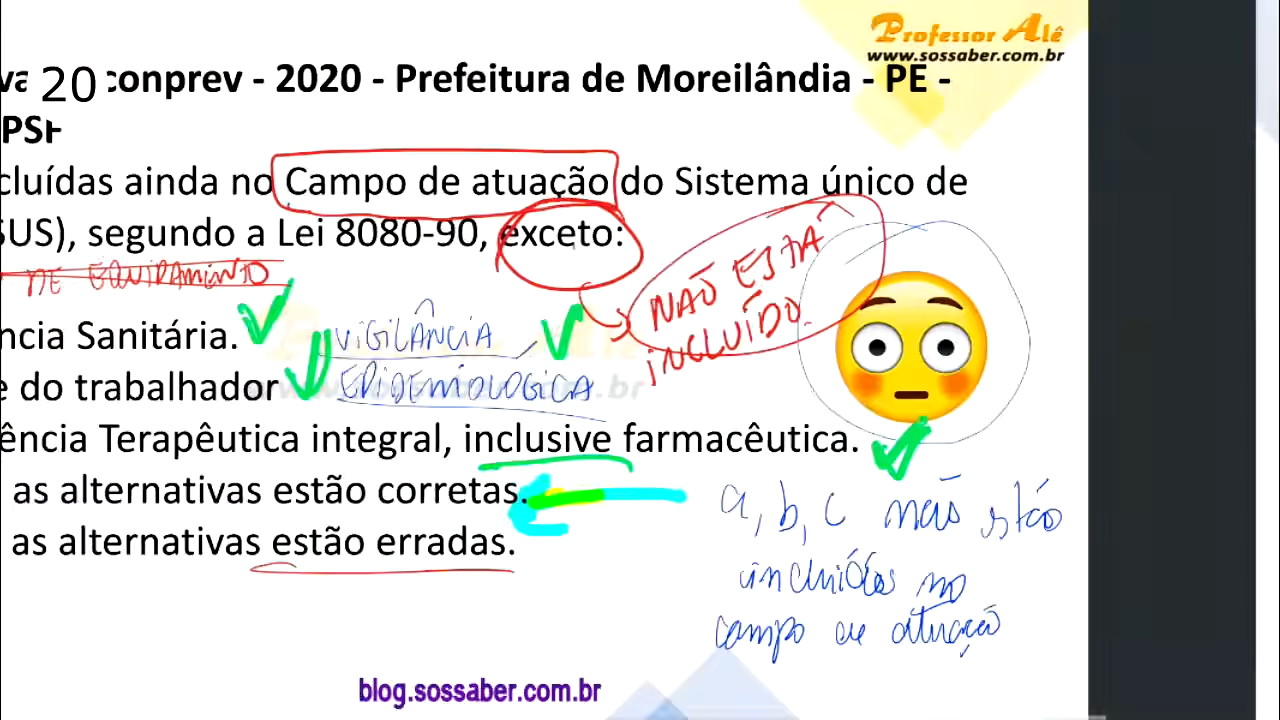 Professor Alê
www.sossaber.com.br
va 20 conprev - 2020 - Prefeitura de Moreilândia - PE -
PSF
cluídas ainda no Campo de atuação do Sistema único de
SUS), segundo a Lei 8080-90, exceto:
DE EQUIPAMENTO
NÃO ESTÁ
INCLUÍDO
ncia Sanitária.
VIGILÂNCIA
e do trabalhador
EPIDEMIOLOGICA
ência Terapêutica integral, inclusive farmacêutica.
as alternativas estão corretas.
as alternativas estão erradas.
a, b, c não estão
incluídas no
campo de atuação
blog.sossaber.com.br